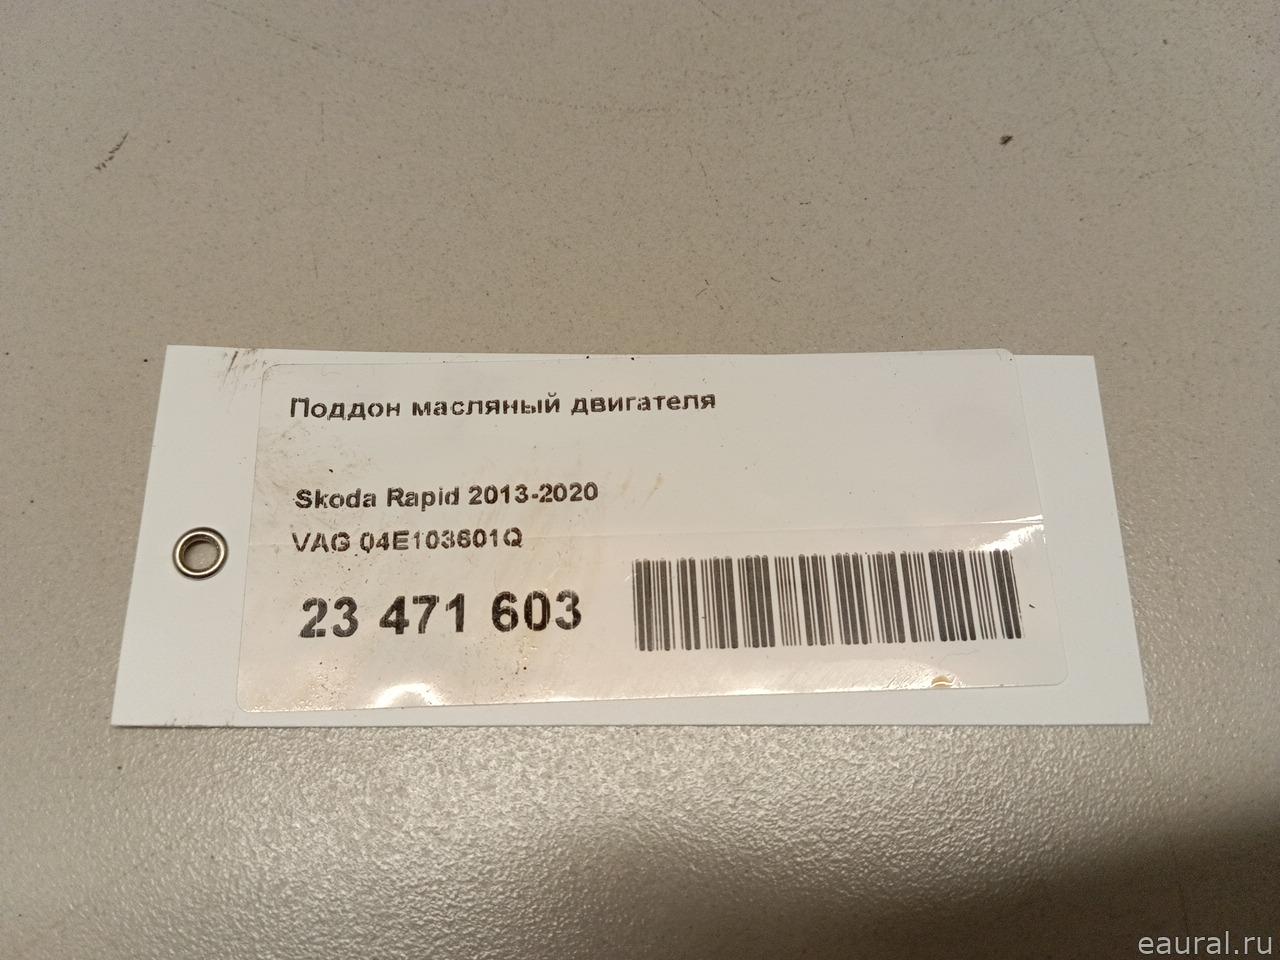 Поддон масляный двигателя
Skoda Rapid 2013-2020
VAG 04E103601Q
23 471 603
eaural.ru